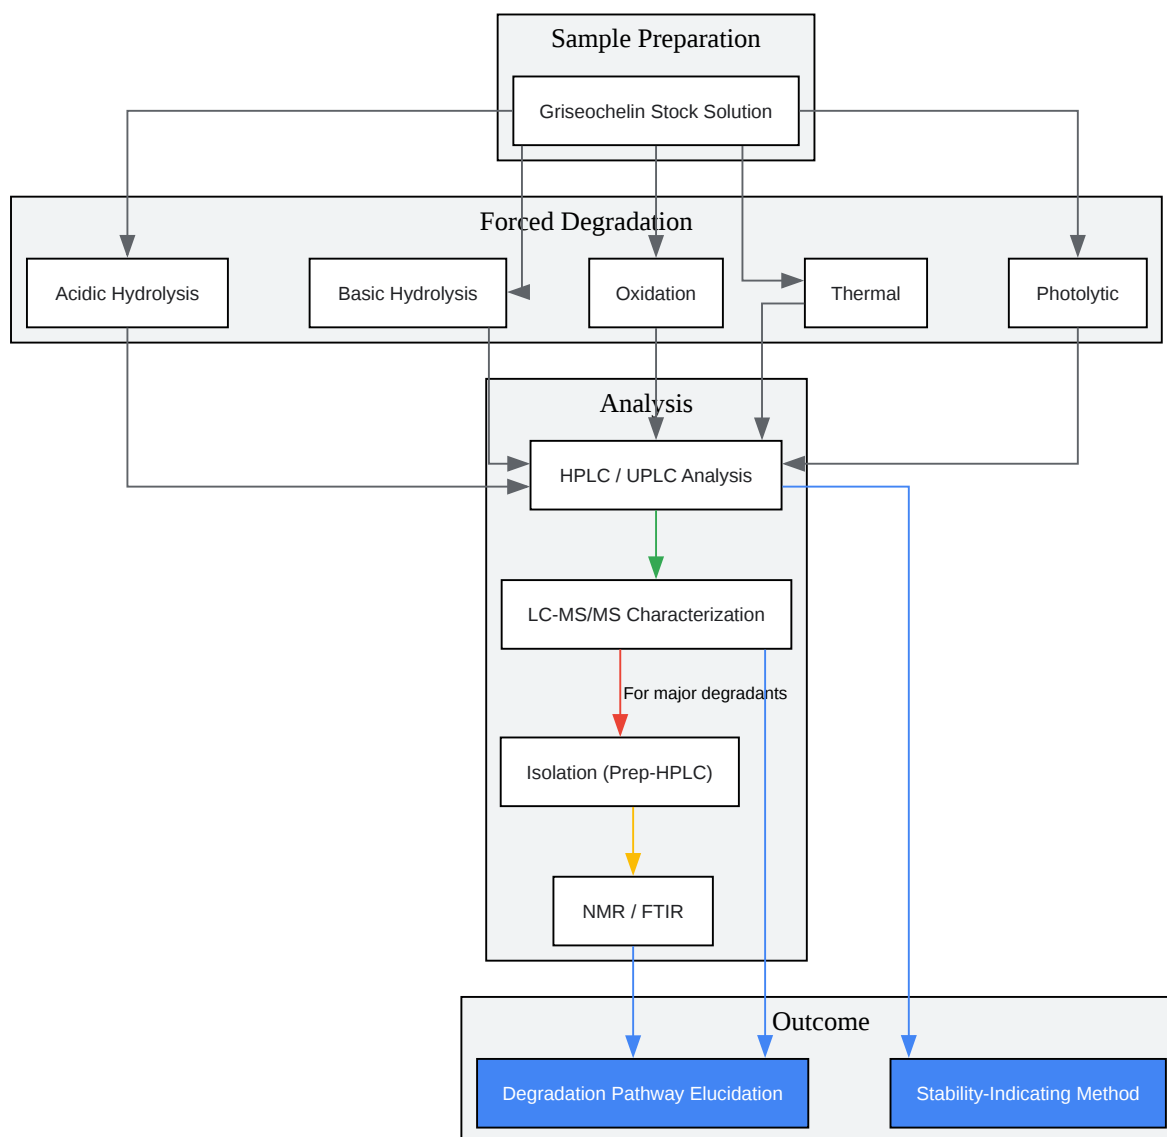 Sample Preparation
Griseochelin Stock Solution
Forced Degradation
Acidic Hydrolysis
Basic Hydrolysis
Oxidation
Thermal
Photolytic
Analysis
HPLC / UPLC Analysis
LC-MS/MS Characterization
For major degradants
Isolation (Prep-HPLC)
NMR / FTIR
Outcome
Degradation Pathway Elucidation
Stability-Indicating Method